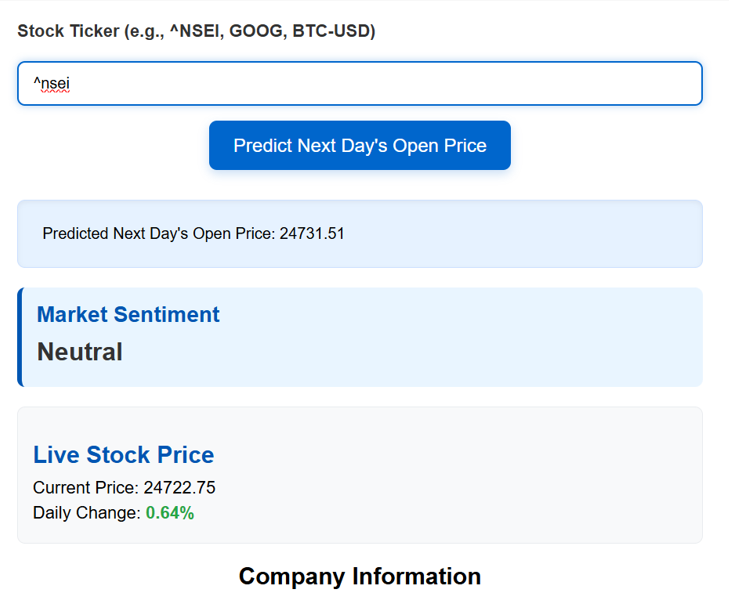 Stock Ticker (e.g., ^NSEI, GOOG, BTC-USD)
^nsei
Predict Next Day's Open Price
Predicted Next Day's Open Price: 24731.51
Market Sentiment
Neutral
Live Stock Price
Current Price: 24722.75
Daily Change: 0.64%
Company Information